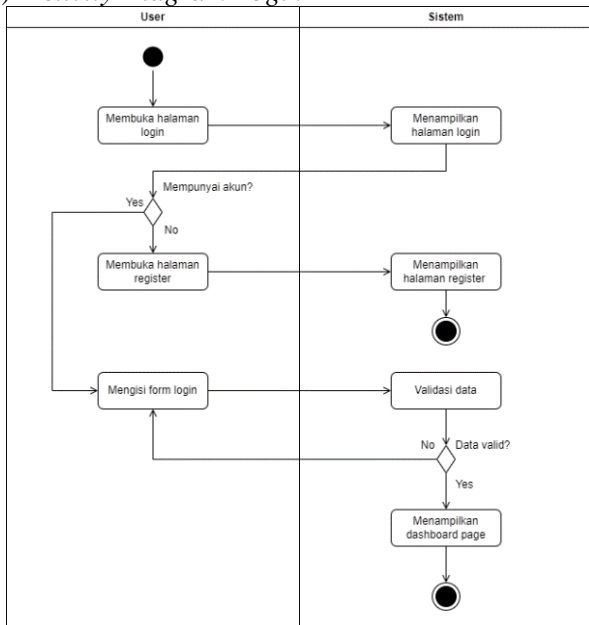 User
Sistem
Membuka halaman
login
Menampilkan
halaman login
Mempunyai akun?
Yes
No
Membuka halaman
register
Menampilkan
halaman register
Mengisi form login
Validasi data
No
Data valid?
Yes
Menampilkan
dashboard page